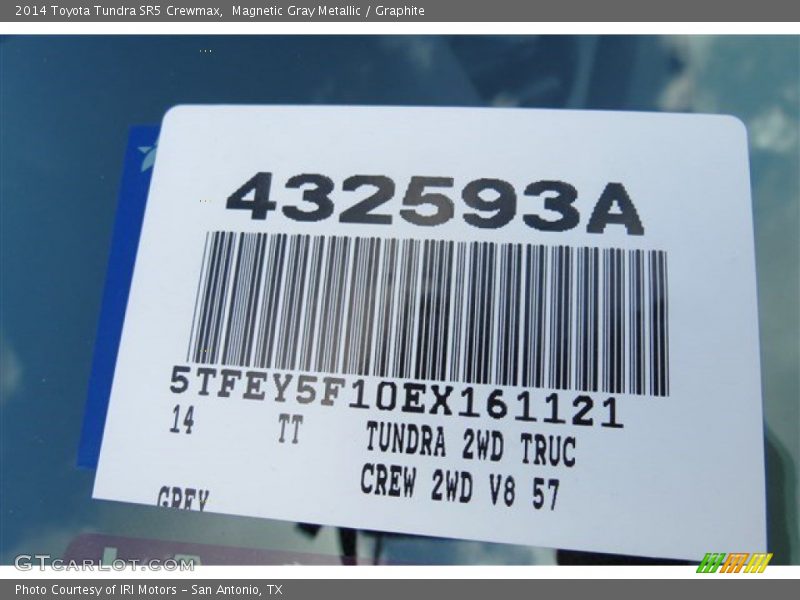 2014 Toyota Tundra SR5 Crewmax, Magnetic Gray Metallic / Graphite
432593A
5TFEY5F10EX161121
14 TT TUNDRA 2WD TRUC
CREW 2WD V8 57
GREY
GTCarLot.com
Photo Courtesy of IRI Motors - San Antonio, TX